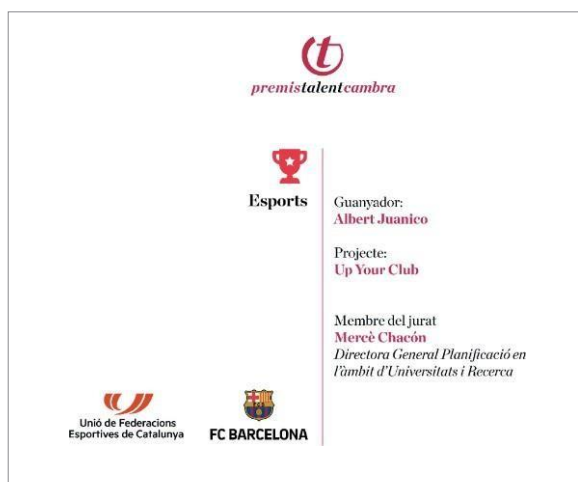 t
premistalentcambra
Esports
Guanyador:
Albert Juanico
Projecte:
Up Your Club
Membre del jurat
Mercè Chacón
Directora General Planificació en
l'àmbit d'Universitats i Recerca
Unió de Federacions
Esportives de Catalunya
FC BARCELONA